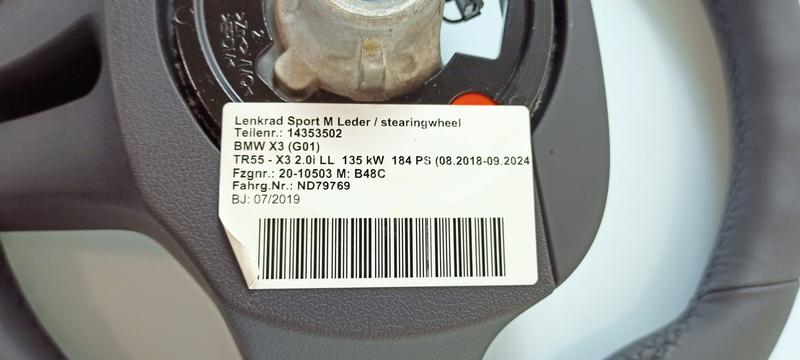 Lenkrad Sport M Leder / stearingwheel
Teilenr.: 14353502
BMW X3 (G01)
TR55 - X3 2.0i LL 135 kW 184 PS (08.2018-09.2024
Fzgnr.: 20-10503 M: B48C
Fahrg.Nr.: ND79769
BJ: 07/2019